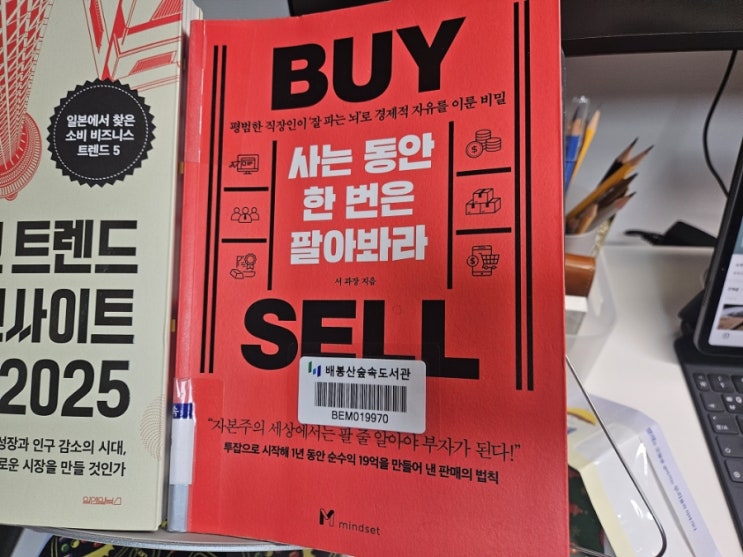 일본에서 찾은
소비 비즈니스
트렌드 5
트렌드
사이트
2025
성장과 인구 감소의 시대,
로운 시장을 만들 것인가
BUY
평범한 직장인이 '잘 파는 뇌'로 경제적 자유를 이룬 비밀
사는 동안
한 번은
팔아봐라
서 과장 지음
SELL
배봉산숲속도서관
BEM019970
"자본주의 세상에서는 팔 줄 알아야 부자가 된다!"
투잡으로 시작해 1년 동안 순수익 19억을 만들어 낸 판매의 법칙
mindset